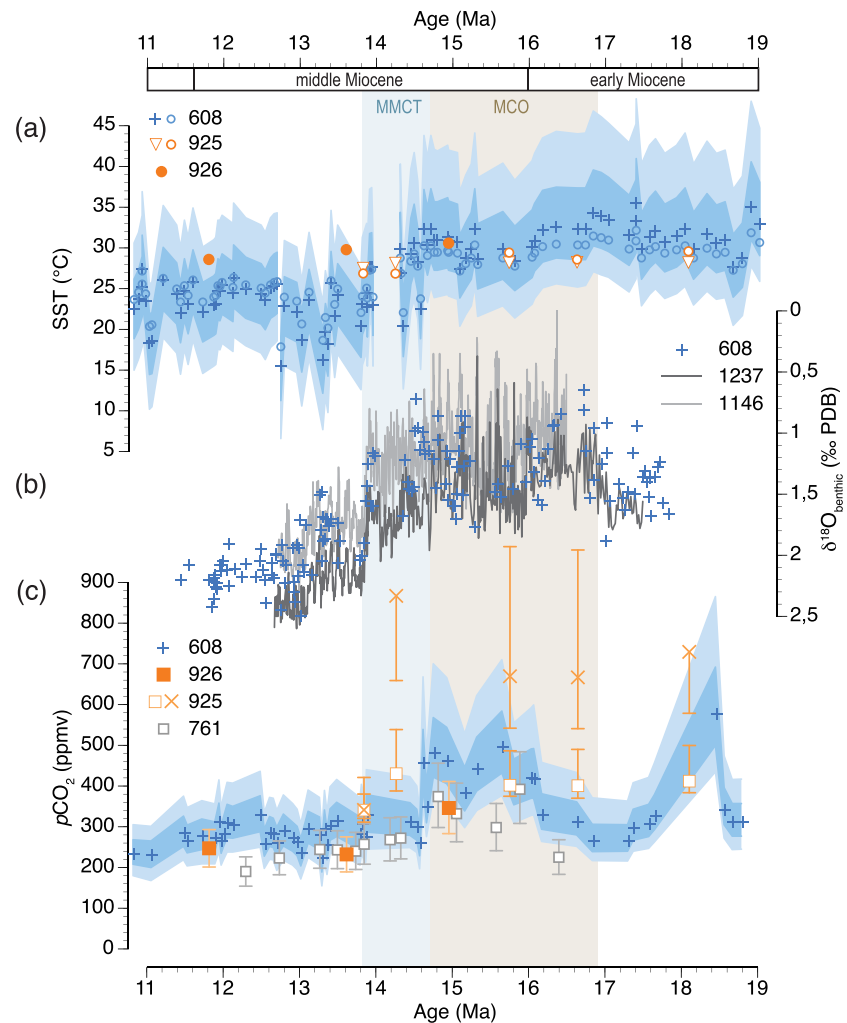 Age (Ma)
11 12 13 14 15 16 17 18 19
middle Miocene early Miocene
MMCT MCO
(a)
608
925
926
45
40
35
30
25
20
15
10
5
SST (°C)
(b)
608
1237
1146
0
0,5
1
1,5
2
2,5
δ18Obenthic (‰ PDB)
(c)
608
926
925
761
900
800
700
600
500
400
300
200
100
0
pCO2 (ppmv)
11 12 13 14 15 16 17 18 19
Age (Ma)